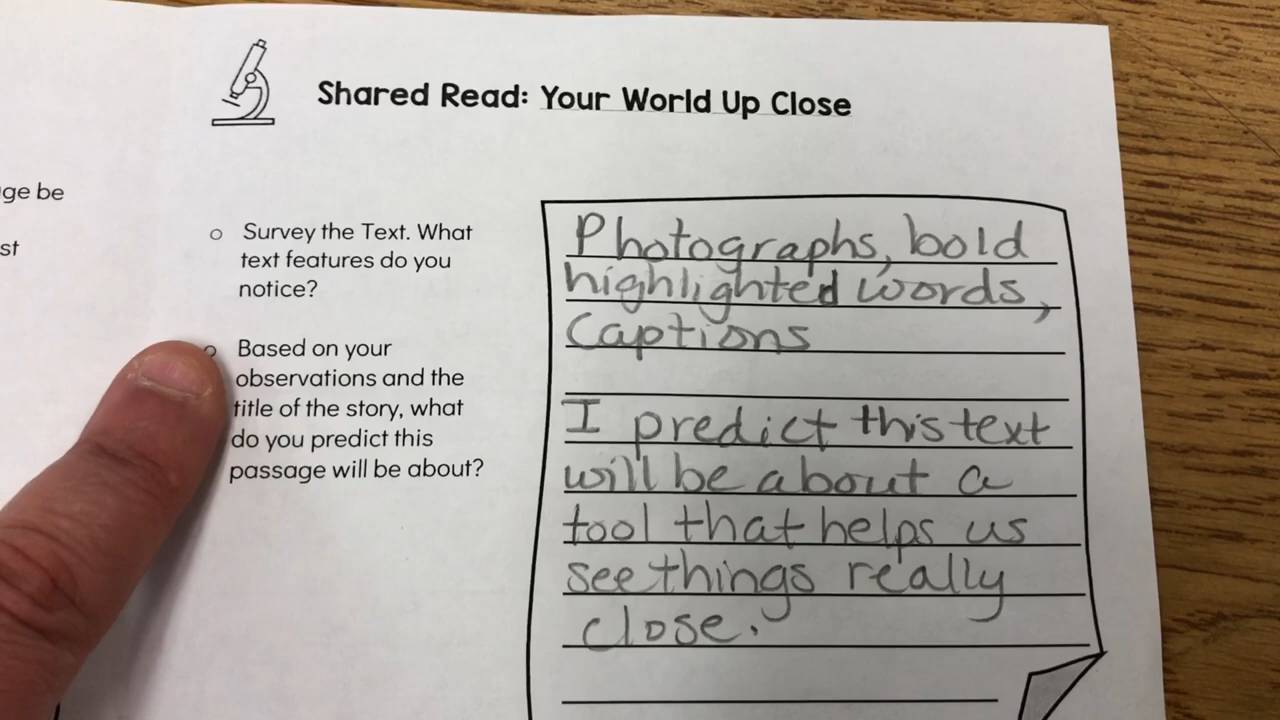 Shared Read: Your World Up Close
ge be
st
o Survey the Text. What
text features do you
notice?
o Based on your
observations and the
title of the story, what
do you predict this
passage will be about?
Photographs, bold
highlighted words,
Captions
I predict this text
will be about a
tool that helps us
see things really
close.